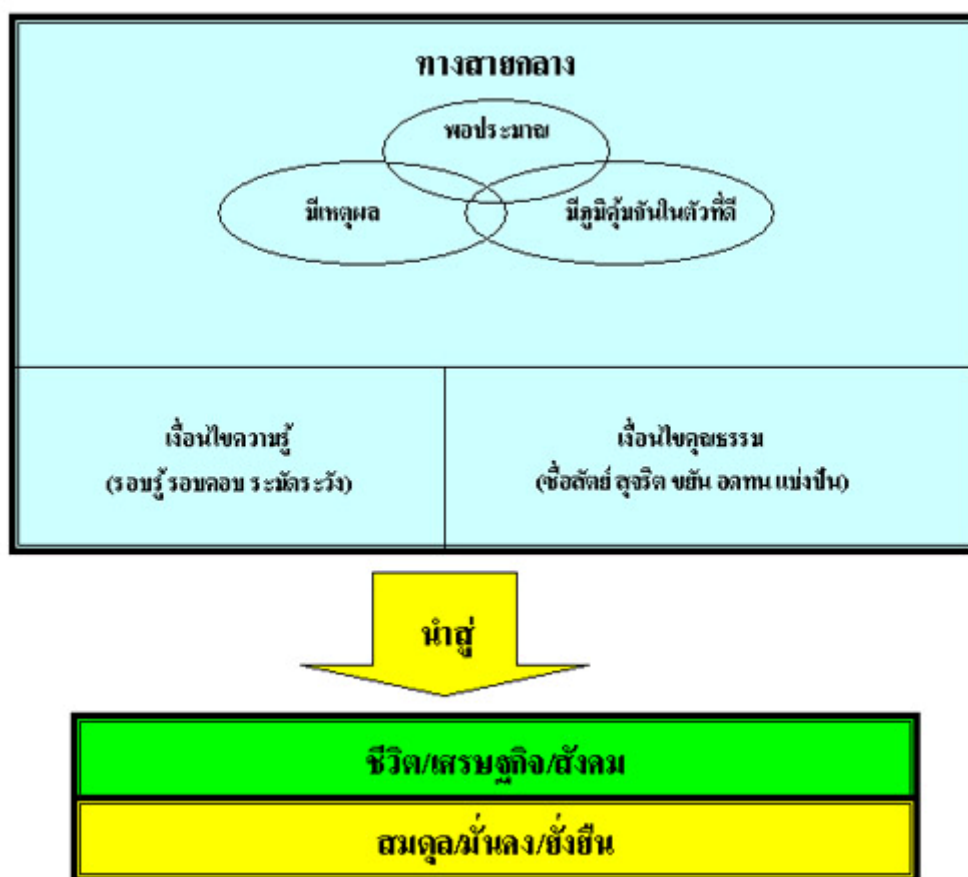 ทางสายกลาง
พอประมาณ
มีเหตุผล
มีภูมิคุ้มกันในตัวที่ดี
เงื่อนไขความรู้
(รอบรู้ รอบคอบ ระมัดระวัง)
เงื่อนไขคุณธรรม
(ซื่อสัตย์ สุจริต ขยัน อดทน แบ่งปัน)
นำสู่
ชีวิต/เศรษฐกิจ/สังคม
สมดุล/มั่นคง/ยั่งยืน